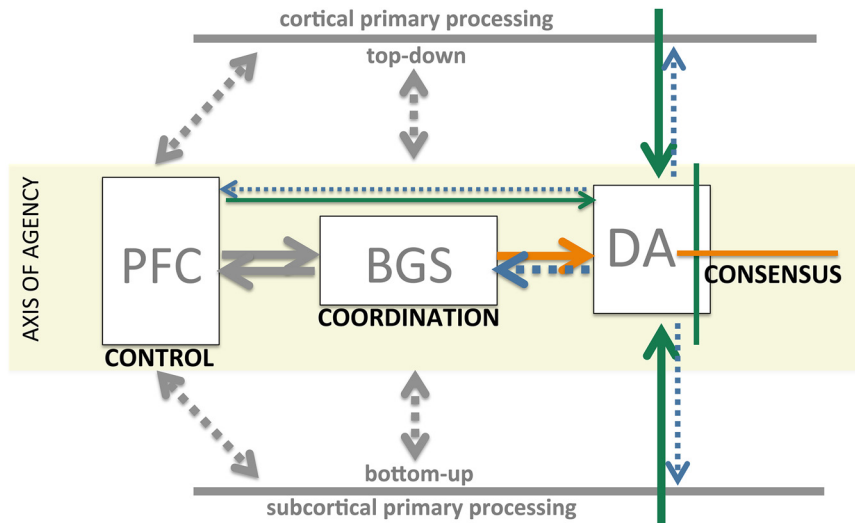 cortical primary processing
top-down
AXIS OF AGENCY
PFC
BGS
DA
CONTROL
COORDINATION
CONSENSUS
bottom-up
subcortical primary processing